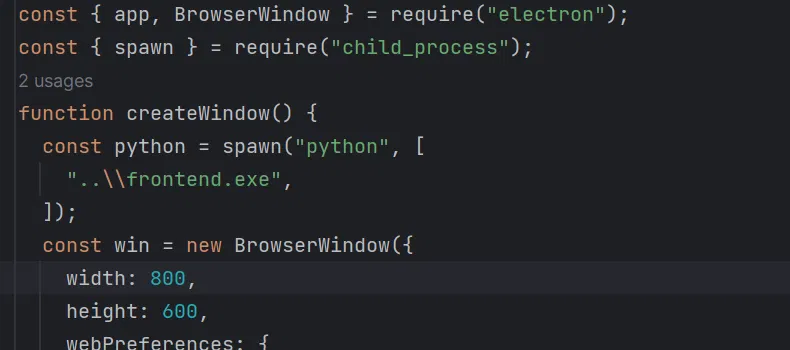 const { app, BrowserWindow } = require("electron");
const { spawn } = require("child_process");
2 usages
function createWindow() {
  const python = spawn("python", [
    "..\\frontend.exe",
  ]);
  const win = new BrowserWindow({
    width: 800,
    height: 600,
    webPreferences: {